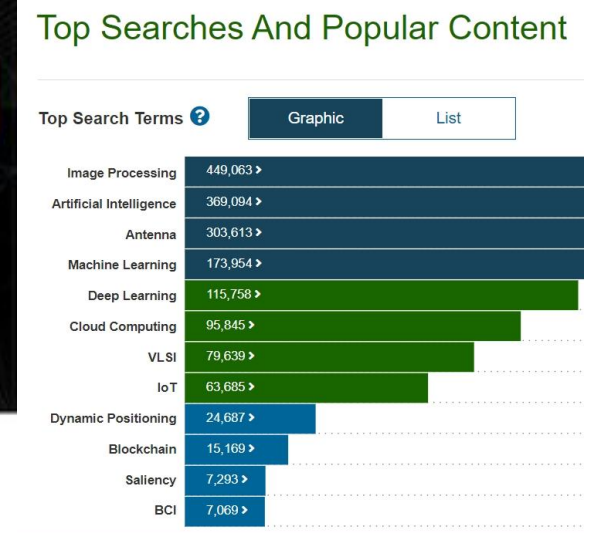 Top Searches And Popular Content
Top Search Terms ? Graphic List
Image Processing 449,063 >
Artificial Intelligence 369,094 >
Antenna 303,613 >
Machine Learning 173,954 >
Deep Learning 115,758 >
Cloud Computing 95,845 >
VLSI 79,639 >
IoT 63,685 >
Dynamic Positioning 24,687 >
Blockchain 15,169 >
Saliency 7,293 >
BCI 7,069 >